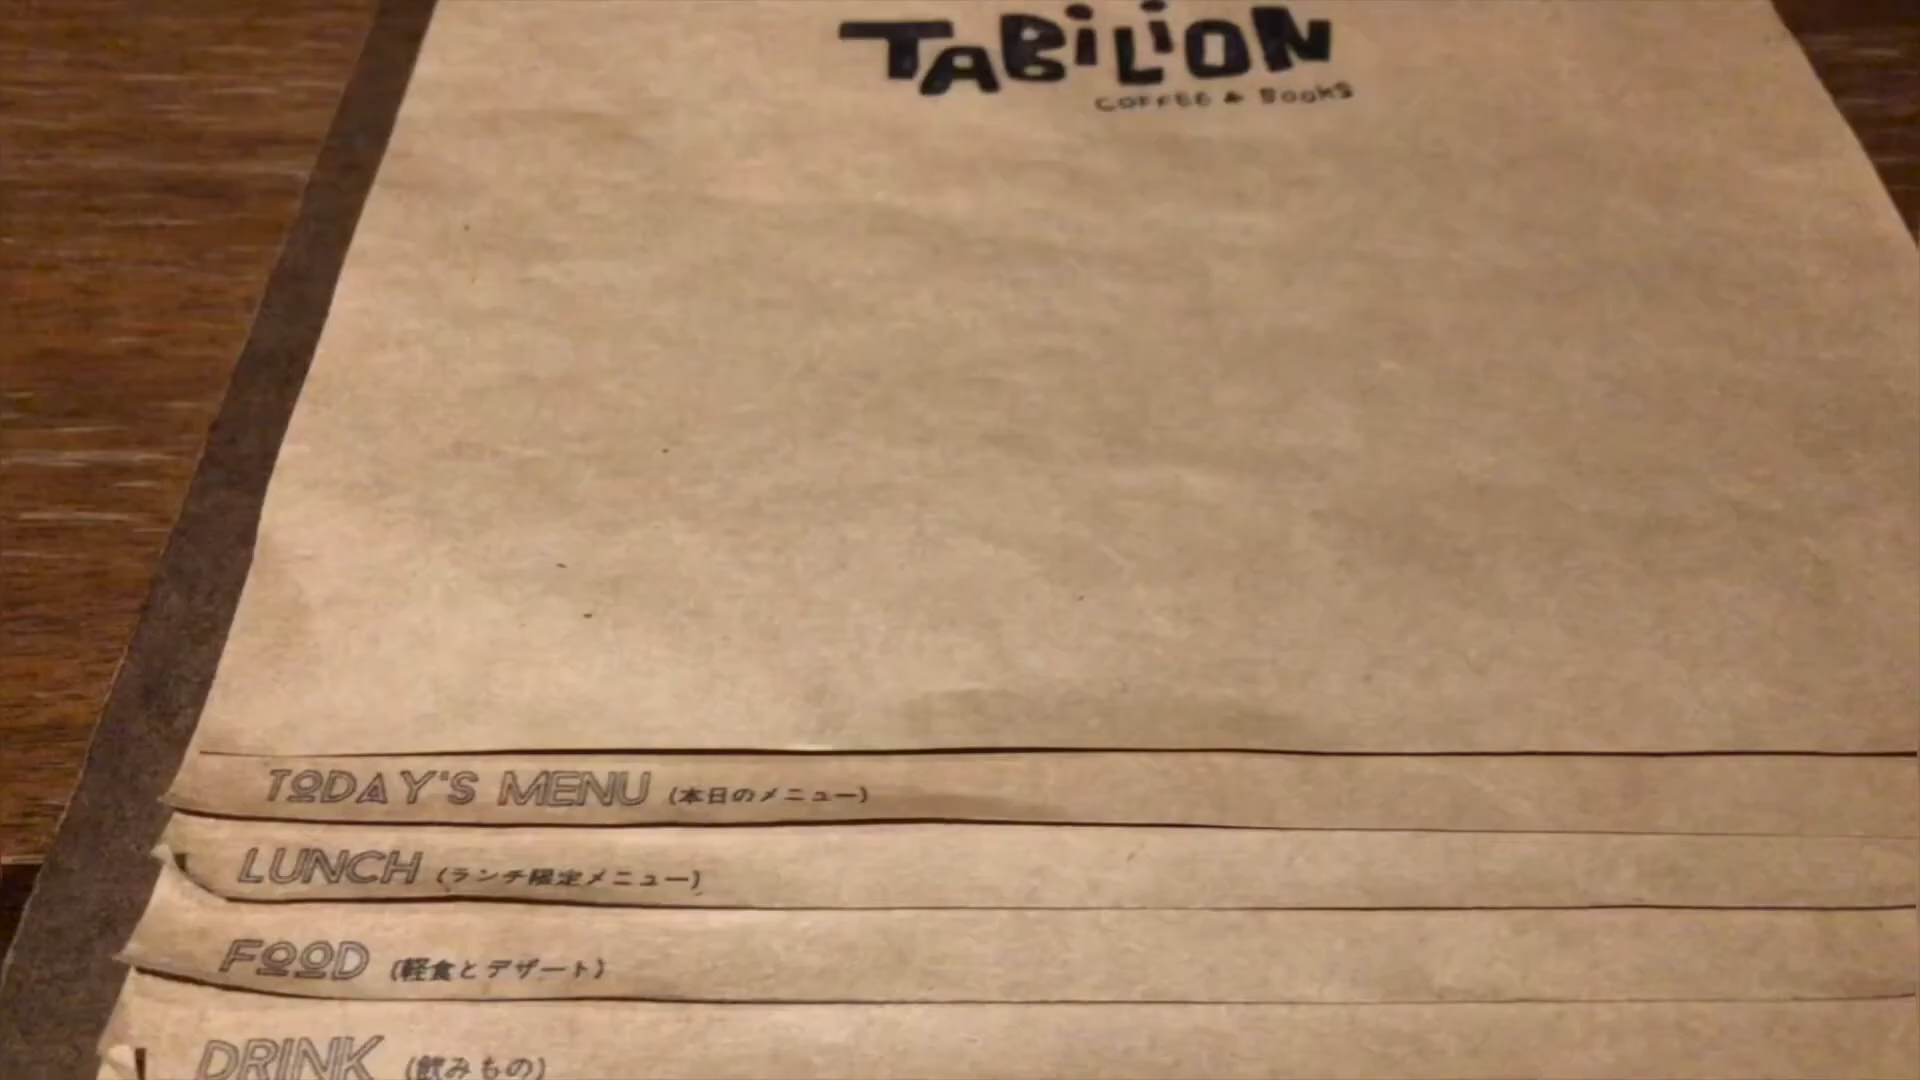 TABiLiON
COFFEE & BooKS
TODAY'S MENU (本日のメニュー)
LUNCH (ランチ限定メニュー)
FOOD (軽食とデザート)
DRINK (飲みもの)